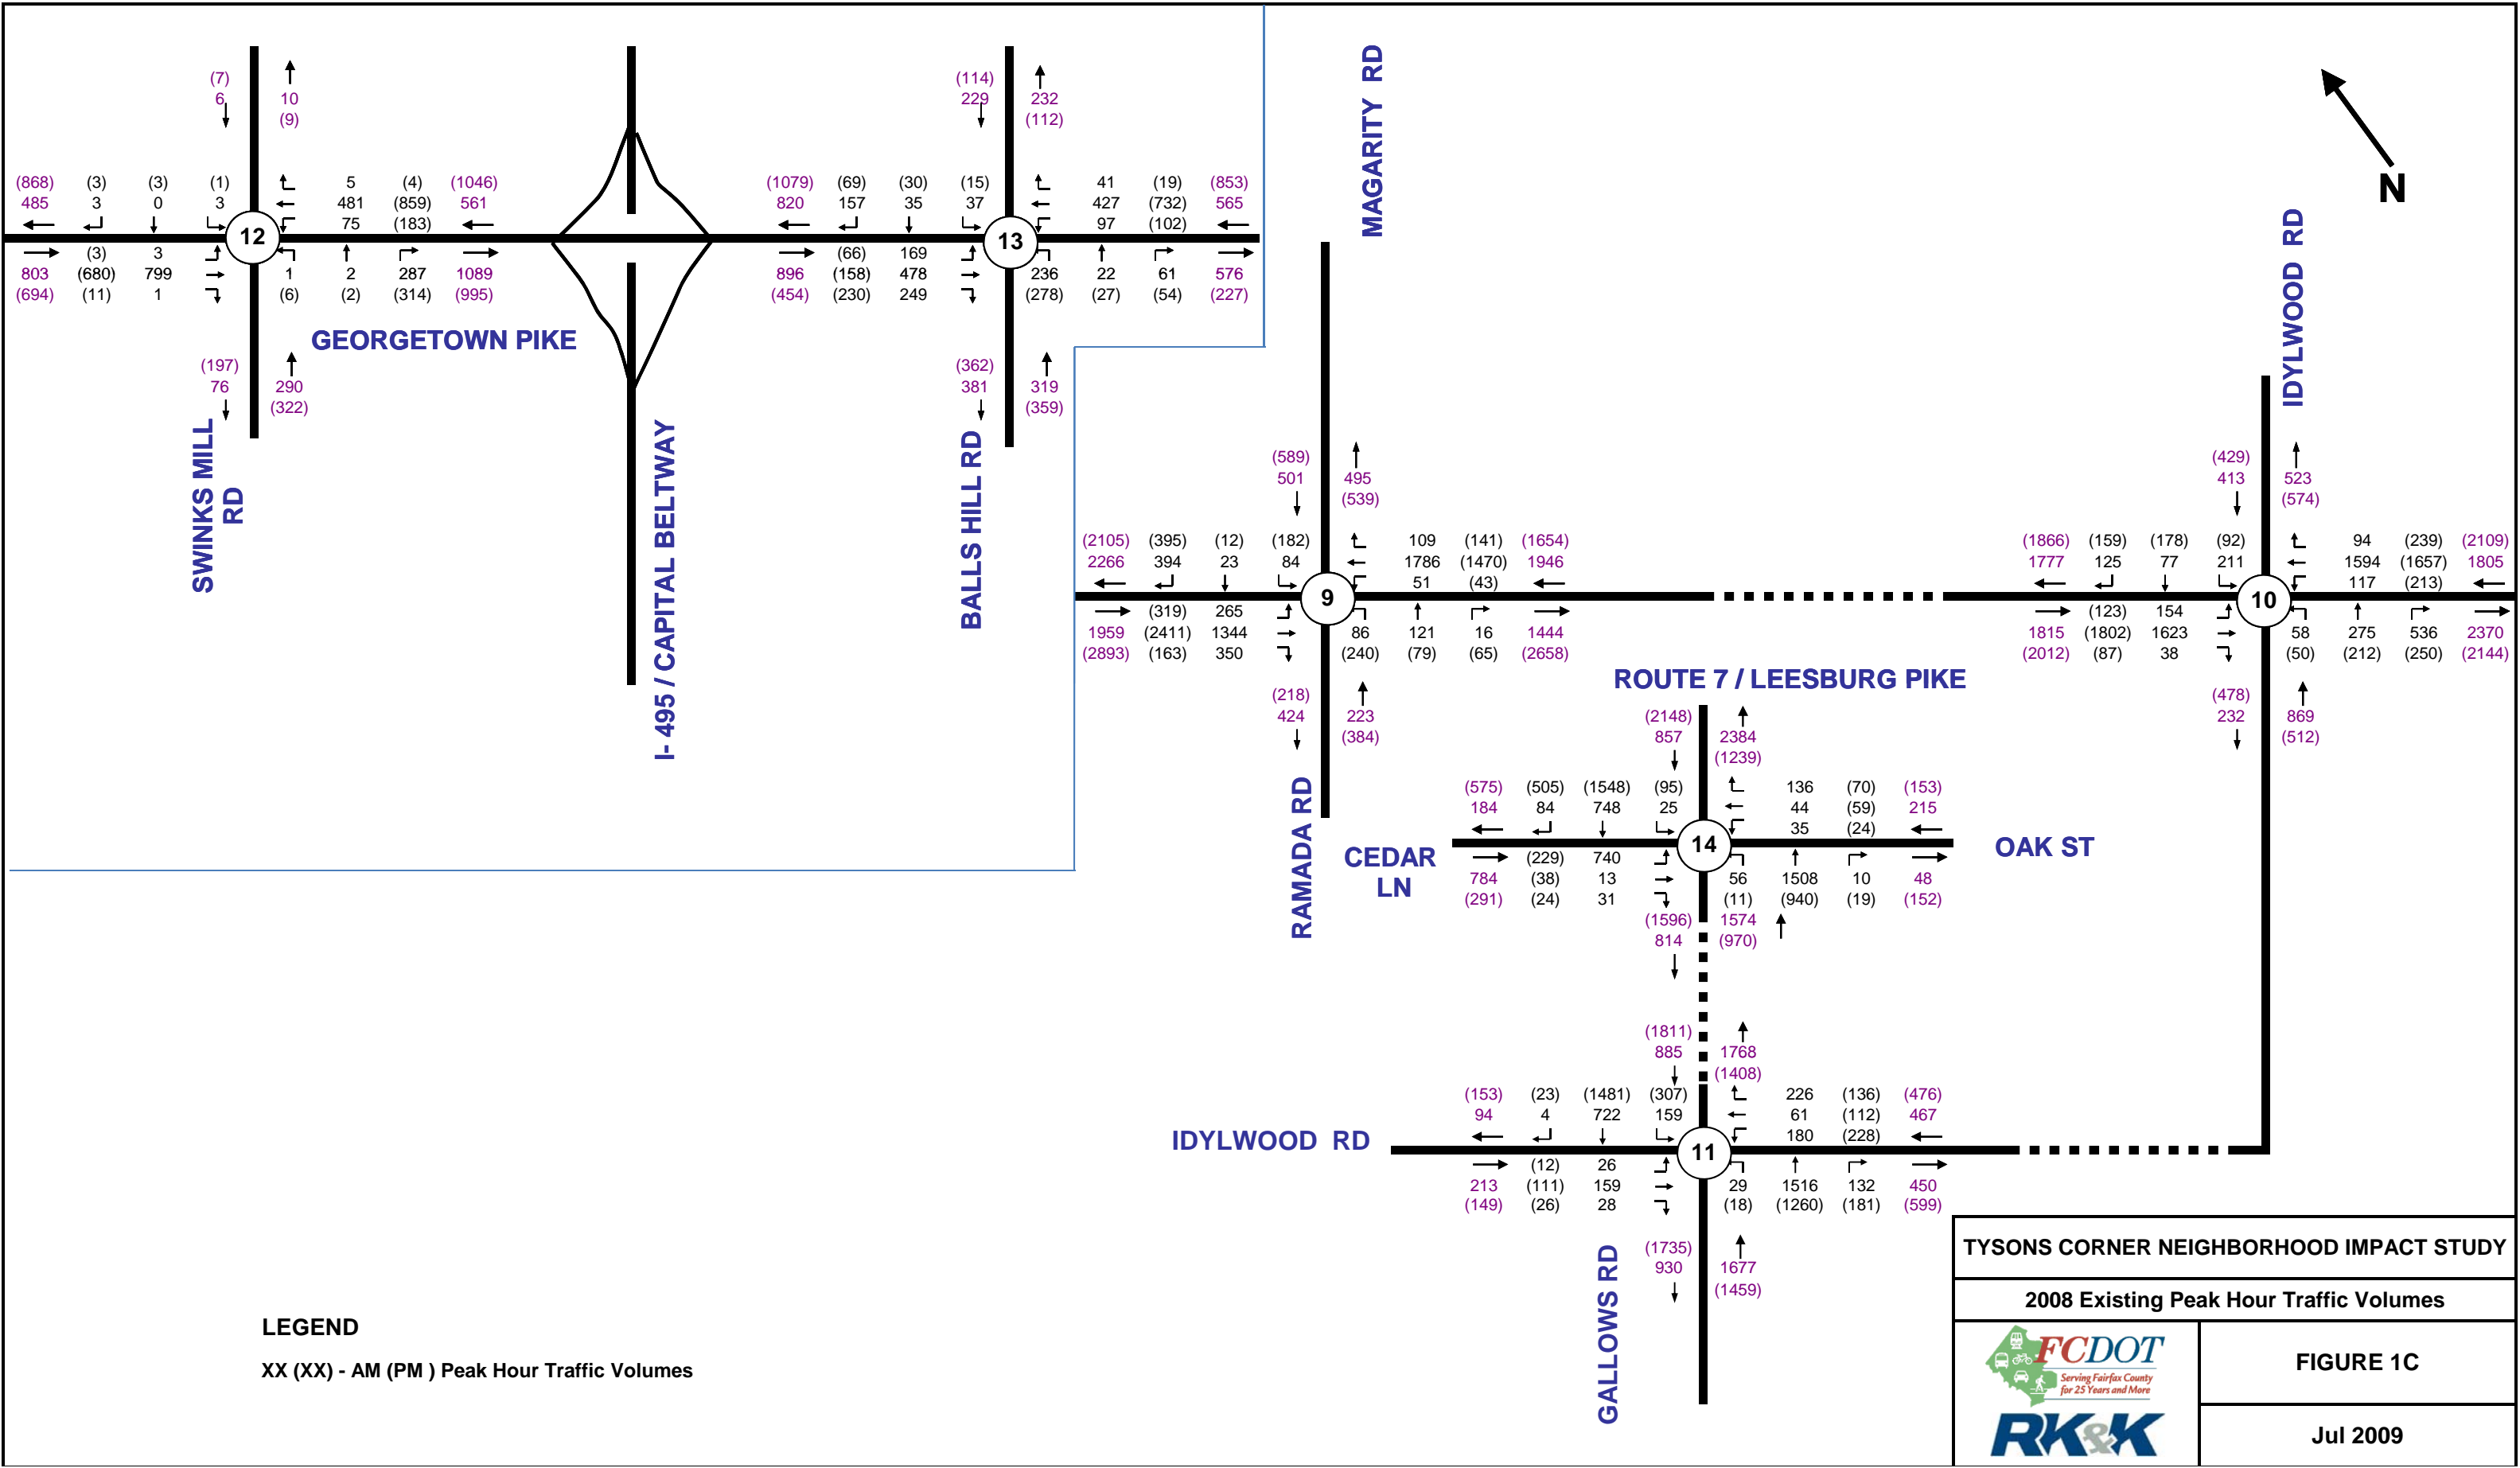 (7)
6
10
(9)
(868) (3) (3) (1) 5 (4) (1046)
485 3 0 3 481 (859) 561
75 (183)
12
(3) 3
803 (680) 799 1 2 287 1089
(694) (11) 1 (6) (2) (314) (995)
GEORGETOWN PIKE
(197)
76 290
(322)
SWINKS MILL
RD
I- 495 / CAPITAL BELTWAY
(114)
229 232
(112)
(1079) (69) (30) (15) 41 (19) (853)
820 157 35 37 427 (732) 565
97 (102)
13
(66) 169
896 (158) 478 236 22 61 576
(454) (230) 249 (278) (27) (54) (227)
(362)
381 319
(359)
BALLS HILL RD
MAGARITY RD
N
IDYLWOOD RD
(589)
501 495
(539)
(2105) (395) (12) (182) 109 (141) (1654)
2266 394 23 84 1786 (1470) 1946
51 (43)
9
(319) 265
1959 (2411) 1344 86 121 16 1444
(2893) (163) 350 (240) (79) (65) (2658)
(218)
424 223
(384)
RAMADA RD
(429)
413 523
(574)
(1866) (159) (178) (92) 94 (239) (2109)
1777 125 77 211 1594 (1657) 1805
117 (213)
10
(123) 154
1815 (1802) 1623 58 275 536 2370
(2012) (87) 38 (50) (212) (250) (2144)
(478)
232 869
(512)
ROUTE 7 / LEESBURG PIKE
(2148)
857 2384
(1239)
(575) (505) (1548) (95) 136 (70) (153)
184 84 748 25 44 (59) 215
35 (24)
CEDAR
LN
14
OAK ST
(229) 740
784 (38) 13 56 1508 10 48
(291) (24) 31 (11) (940) (19) (152)
(1596) 1574
814 (970)
(1811)
885 1768
(1408)
(153) (23) (1481) (307) 226 (136) (476)
94 4 722 159 61 (112) 467
180 (228)
IDYLWOOD RD
11
(12) 26
213 (111) 159 29 1516 132 450
(149) (26) 28 (18) (1260) (181) (599)
(1735)
930 1677
(1459)
GALLOWS RD
LEGEND
XX (XX) - AM (PM ) Peak Hour Traffic Volumes
TYSONS CORNER NEIGHBORHOOD IMPACT STUDY
2008 Existing Peak Hour Traffic Volumes
FCDOT
Serving Fairfax County
for 25 Years and More
RK&K
FIGURE 1C
Jul 2009